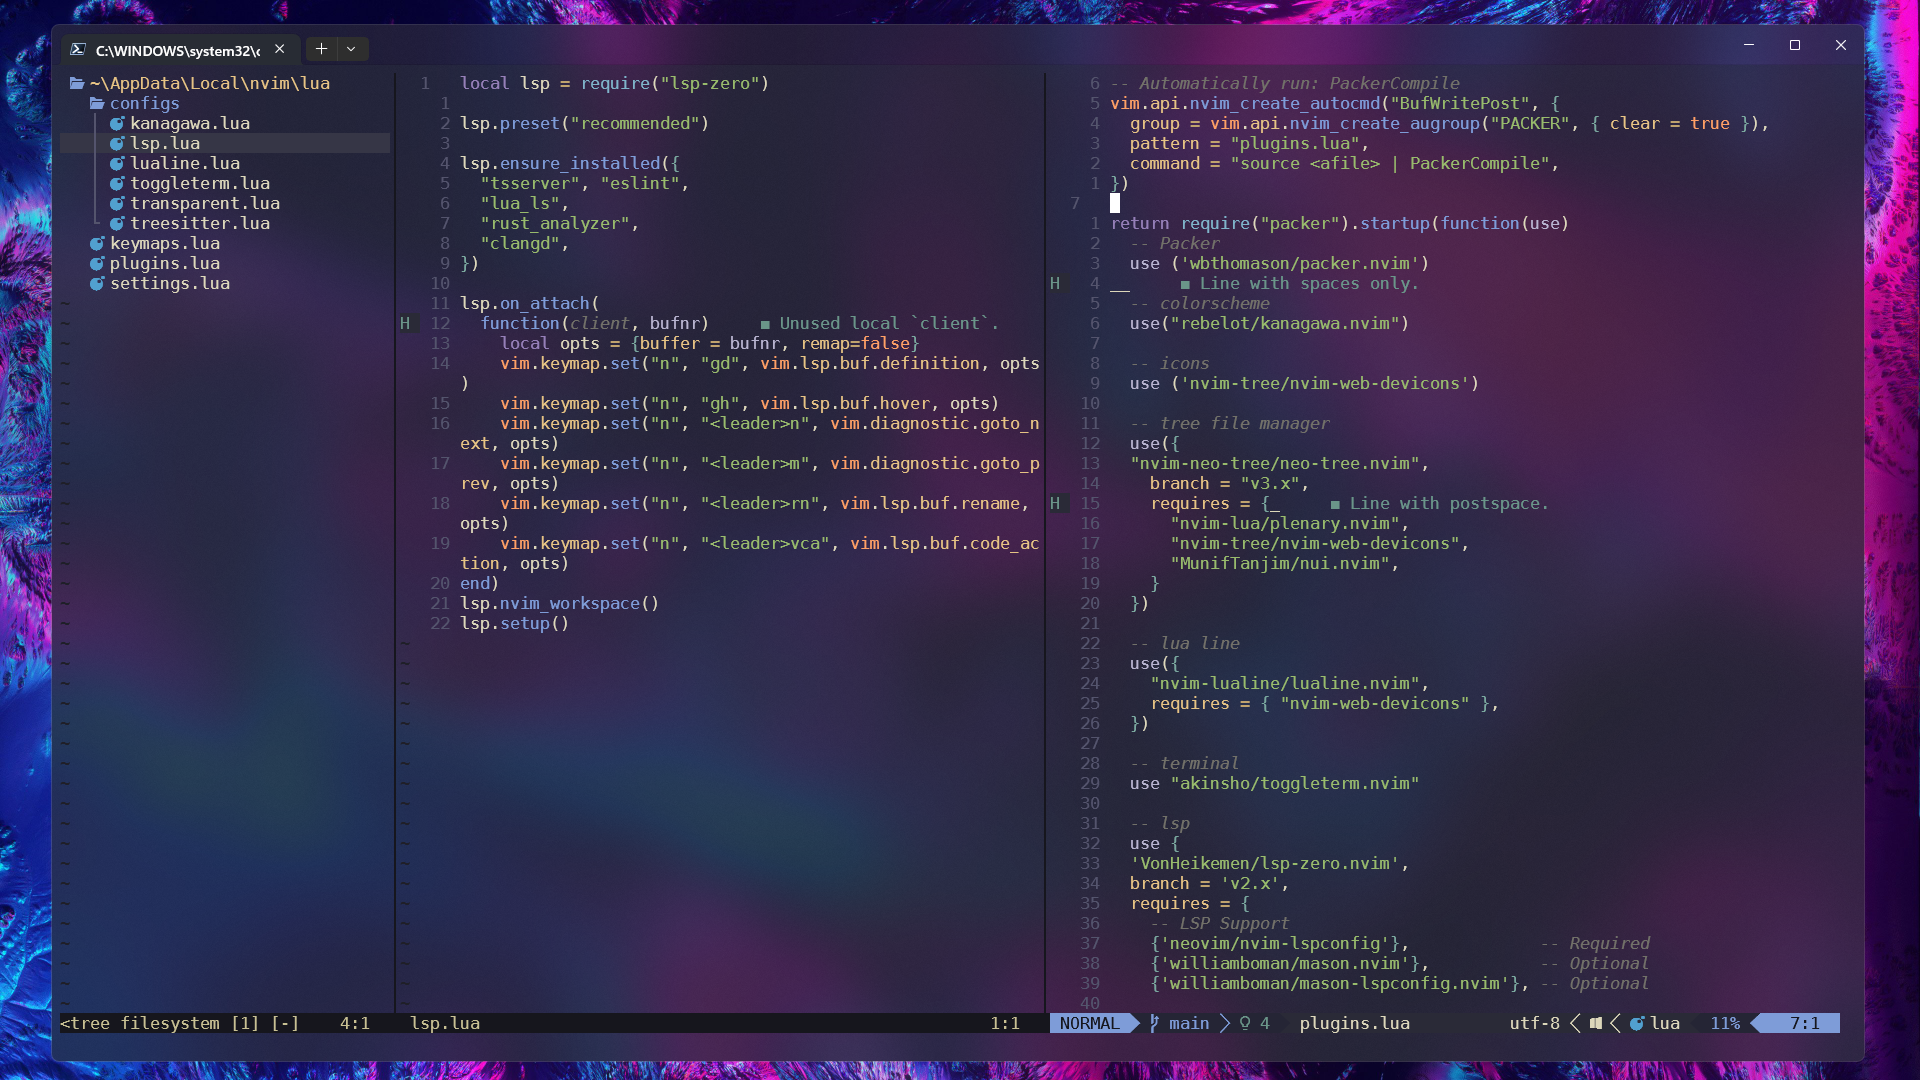 C:\WINDOWS\system32\c
~\AppData\Local\nvim\lua
configs
kanagawa.lua
lsp.lua
lualine.lua
toggleterm.lua
transparent.lua
treesitter.lua
keymaps.lua
plugins.lua
settings.lua
<tree filesystem [1] [-] 4:1
1 local lsp = require("lsp-zero")
1
2 lsp.preset("recommended")
3
4 lsp.ensure_installed({
5 "tsserver", "eslint",
6 "lua_ls",
7 "rust_analyzer",
8 "clangd",
9 })
10
11 lsp.on_attach(
H 12 function(client, bufnr) ■ Unused local `client`.
13 local opts = {buffer = bufnr, remap=false}
14 vim.keymap.set("n", "gd", vim.lsp.buf.definition, opts
)
15 vim.keymap.set("n", "gh", vim.lsp.buf.hover, opts)
16 vim.keymap.set("n", "<leader>n", vim.diagnostic.goto_n
ext, opts)
17 vim.keymap.set("n", "<leader>m", vim.diagnostic.goto_p
rev, opts)
18 vim.keymap.set("n", "<leader>rn", vim.lsp.buf.rename,
opts)
19 vim.keymap.set("n", "<leader>vca", vim.lsp.buf.code_ac
tion, opts)
20 end)
21 lsp.nvim_workspace()
22 lsp.setup()
lsp.lua 1:1
6 -- Automatically run: PackerCompile
5 vim.api.nvim_create_autocmd("BufWritePost", {
4 group = vim.api.nvim_create_augroup("PACKER", { clear = true }),
3 pattern = "plugins.lua",
2 command = "source <afile> | PackerCompile",
1 })
7
1 return require("packer").startup(function(use)
2 -- Packer
3 use ('wbthomason/packer.nvim')
H 4 __ ■ Line with spaces only.
5 -- colorscheme
6 use("rebelot/kanagawa.nvim")
7
8 -- icons
9 use ('nvim-tree/nvim-web-devicons')
10
11 -- tree file manager
12 use({
13 "nvim-neo-tree/neo-tree.nvim",
14 branch = "v3.x",
H 15 requires = {_ ■ Line with postspace.
16 "nvim-lua/plenary.nvim",
17 "nvim-tree/nvim-web-devicons",
18 "MunifTanjim/nui.nvim",
19 }
20 })
21
22 -- lua line
23 use({
24 "nvim-lualine/lualine.nvim",
25 requires = { "nvim-web-devicons" },
26 })
27
28 -- terminal
29 use "akinsho/toggleterm.nvim"
30
31 -- lsp
32 use {
33 'VonHeikemen/lsp-zero.nvim',
34 branch = 'v2.x',
35 requires = {
36 -- LSP Support
37 {'neovim/nvim-lspconfig'}, -- Required
38 {'williamboman/mason.nvim'}, -- Optional
39 {'williamboman/mason-lspconfig.nvim'}, -- Optional
40
NORMAL main 4 plugins.lua utf-8 lua 11% 7:1